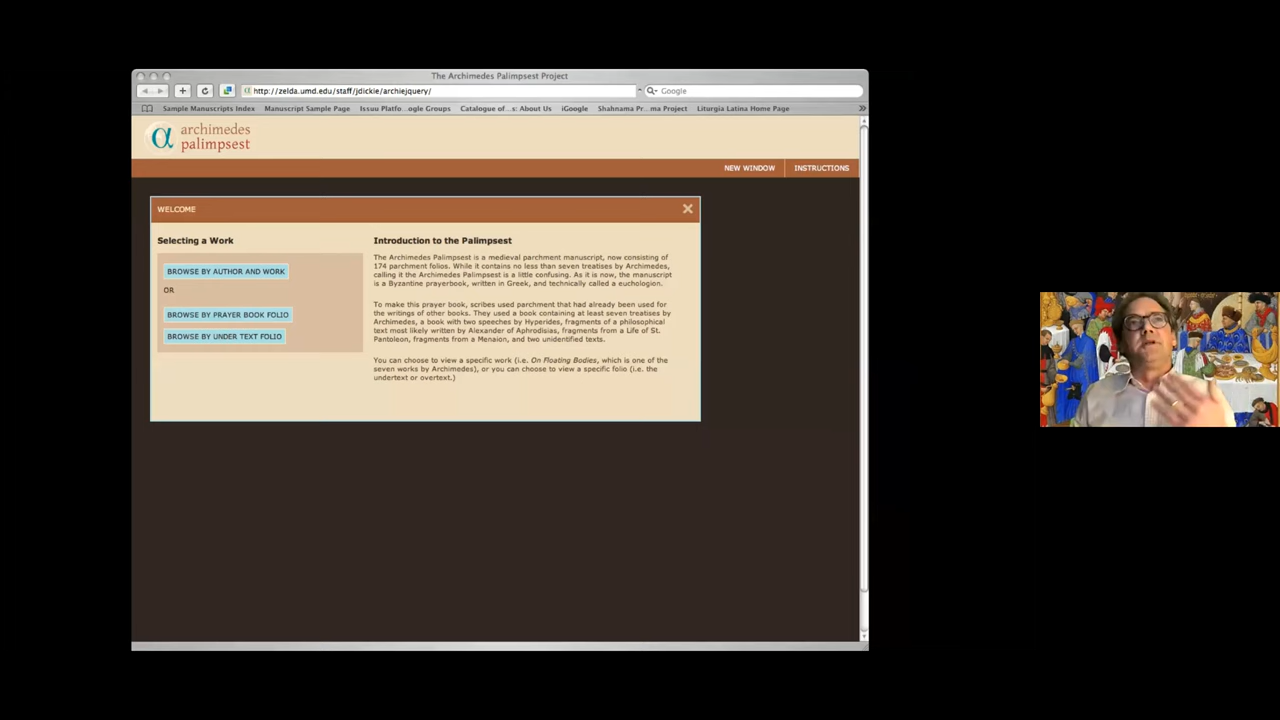 The Archimedes Palimpsest Project
http://zelda.umd.edu/staff/jdickie/archiejquery/
Google
Sample Manuscripts Index Manuscript Sample Page Issuu Platfo...ogle Groups Catalogue of...s: About Us iGoogle Shahnama Pr...ma Project Liturgia Latina Home Page
α archimedes
palimpsest
NEW WINDOW INSTRUCTIONS
WELCOME
Selecting a Work
BROWSE BY AUTHOR AND WORK
OR
BROWSE BY PRAYER BOOK FOLIO
BROWSE BY UNDER TEXT FOLIO
Introduction to the Palimpsest
The Archimedes Palimpsest is a medieval parchment manuscript, now consisting of
174 parchment folios. While it contains no less than seven treatises by Archimedes,
calling it the Archimedes Palimpsest is a little confusing. As it is now, the manuscript
is a Byzantine prayerbook, written in Greek, and technically called a euchologion.
To make this prayer book, scribes used parchment that had already been used for
the writings of other books. They used a book containing at least seven treatises by
Archimedes, a book with two speeches by Hyperides, fragments of a philosophical
text most likely written by Alexander of Aphrodisias, fragments from a Life of St.
Pantoleon, fragments from a Menaion, and two unidentified texts.
You can choose to view a specific work (i.e. On Floating Bodies, which is one of the
seven works by Archimedes), or you can choose to view a specific folio (i.e. the
undertext or overtext.)